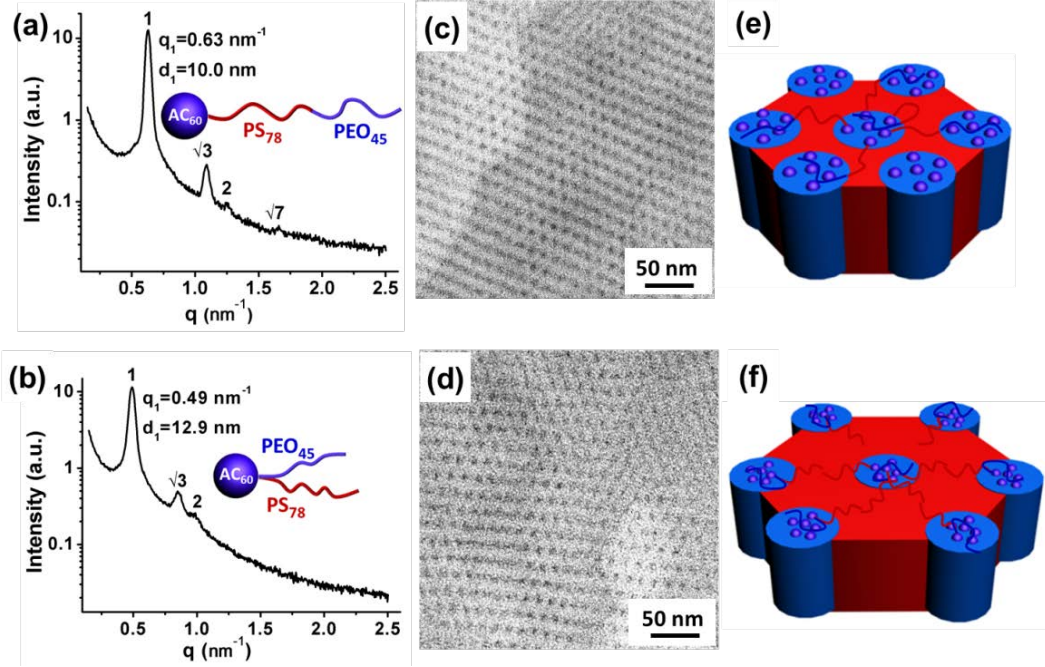 (a)
Intensity (a.u.)
10
1
0.1
1
q₁=0.63 nm⁻¹
d₁=10.0 nm
AC₆₀
PS₇₈
PEO₄₅
√3
2
√7
0.5
1.0
1.5
2.0
2.5
q (nm⁻¹)
(c)
50 nm
(e)
(b)
Intensity (a.u.)
10
1
0.1
1
q₁=0.49 nm⁻¹
d₁=12.9 nm
PEO₄₅
AC₆₀
PS₇₈
√3
2
0.5
1.0
1.5
2.0
2.5
q (nm⁻¹)
(d)
50 nm
(f)